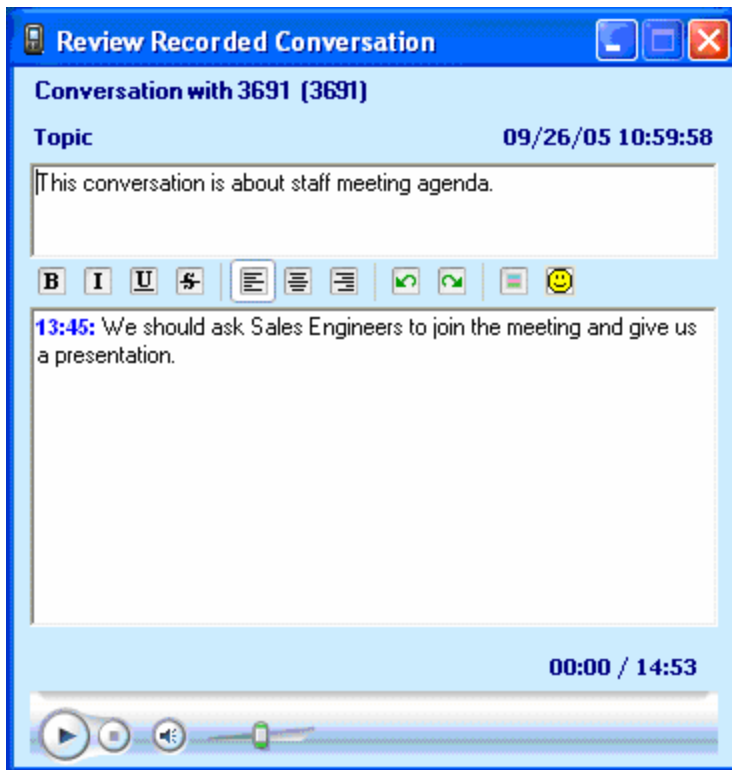 Review Recorded Conversation
Conversation with 3691 (3691)
Topic 09/26/05 10:59:58
This conversation is about staff meeting agenda.
B I U S
13:45: We should ask Sales Engineers to join the meeting and give us
a presentation.
00:00 / 14:53